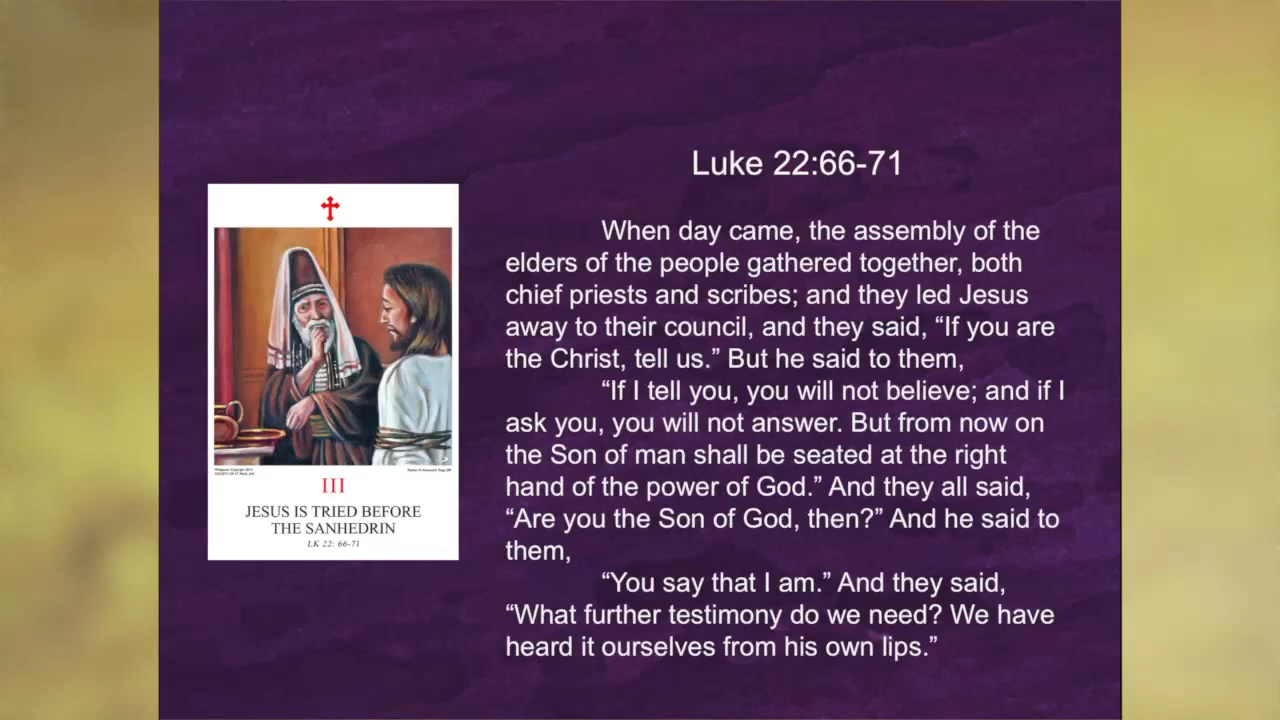 Luke 22:66-71
When day came, the assembly of the
elders of the people gathered together, both
chief priests and scribes; and they led Jesus
away to their council, and they said, “If you are
the Christ, tell us.” But he said to them,
“If I tell you, you will not believe; and if I
ask you, you will not answer. But from now on
the Son of man shall be seated at the right
hand of the power of God.” And they all said,
“Are you the Son of God, then?” And he said to
them,
“You say that I am.” And they said,
“What further testimony do we need? We have
heard it ourselves from his own lips.”
III
JESUS IS TRIED BEFORE
THE SANHEDRIN
LK 22: 66-71